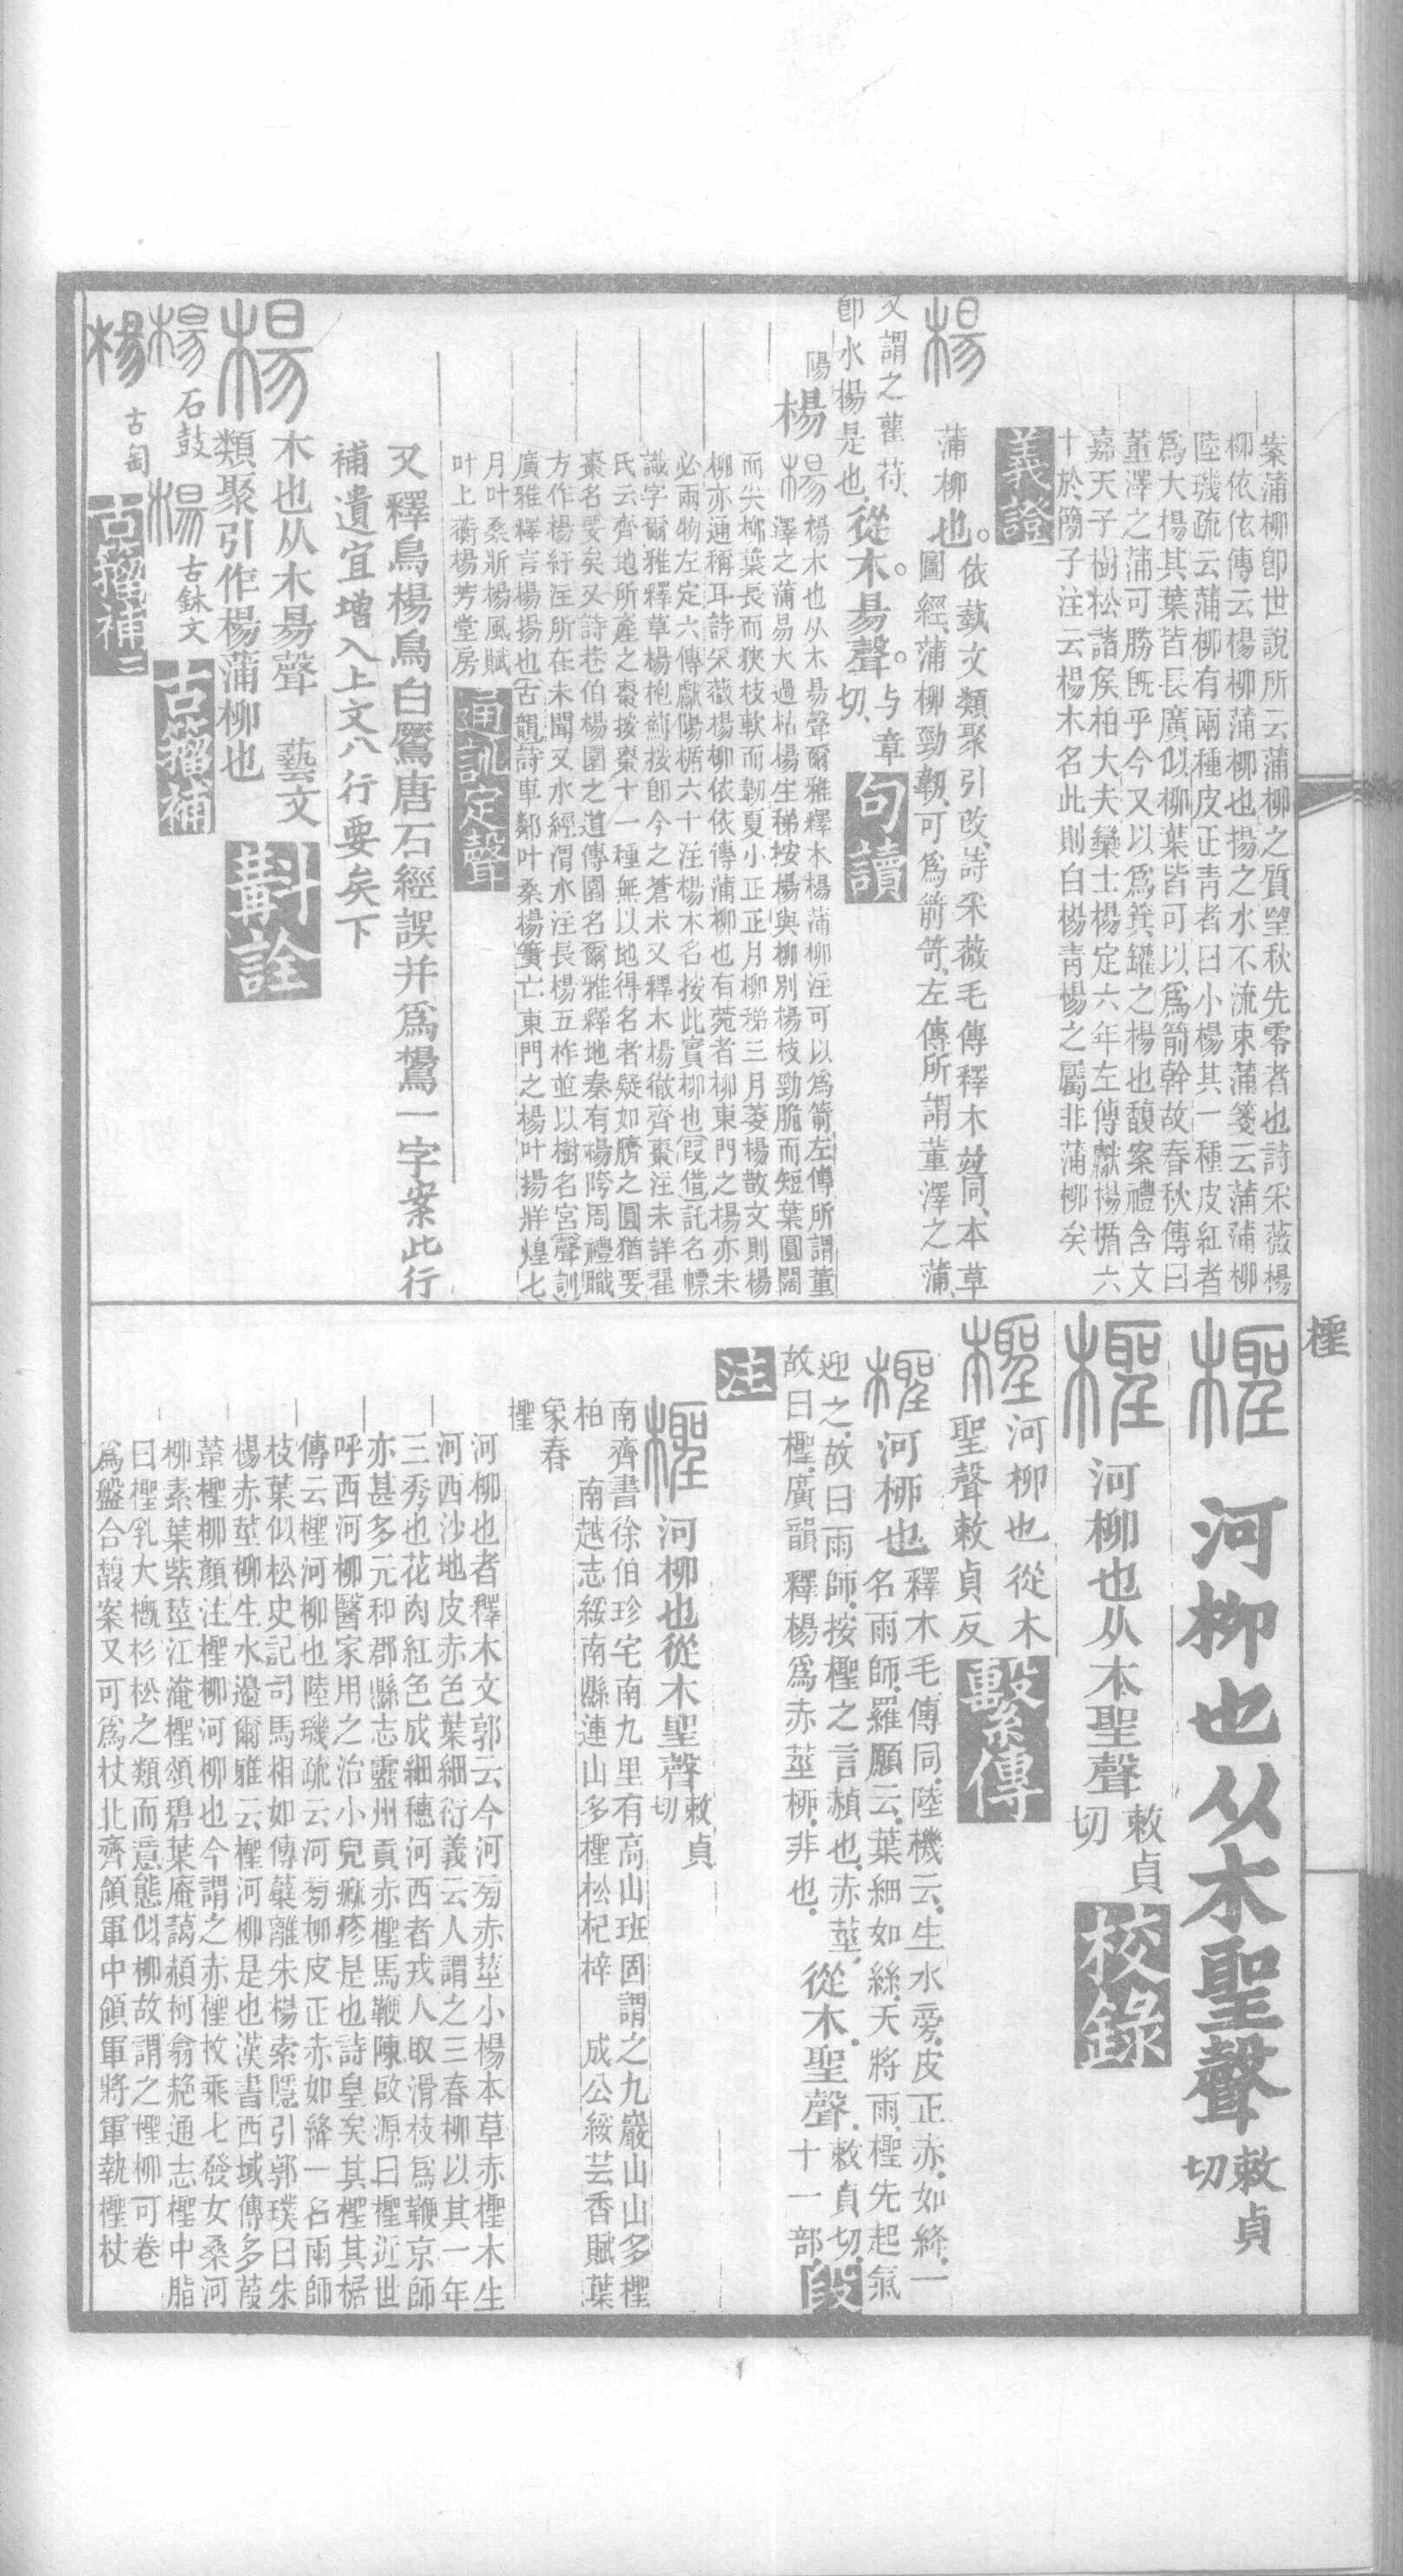 案蒲柳卽世說所云蒲柳之質望秋先零者也詩采薇楊
柳依依傳云楊柳蒲柳也揚之水不流束蒲箋云蒲蒲柳
陸璣疏云蒲柳有兩種皮正青者曰小楊其一種皮紅者
爲大楊其葉皆長廣似柳葉皆可以爲箭幹故春秋傳曰
董澤之蒲可勝旣乎今又以爲箕罐之楊也馥案禮含文
嘉天子樹松諸矦柏大夫欒士楊定六年左傳獻楊楯六
十於簡子注云楊木名此則白楊青楊之屬非蒲柳矣
義證
楊 蒲柳也。依藝文類聚引改、詩采薇毛傳釋木竝同、本草
圖經、蒲柳勁韌、可爲箭笴、左傳所謂董澤之蒲、
又謂之雚苻、
卽水楊是也、從木昜聲。与章切、
句讀
陽
楊 楊楊木也从木昜聲爾雅釋木楊蒲柳注可以爲箭左傳所謂董
澤之蒲易大過枯楊生稊按楊與柳別楊枝勁脆而短葉圓闊
而尖柳葉長而狹枝軟而韌夏小正正月柳稊三月萎楊散文則楊
柳亦通稱耳詩采薇楊柳依依傳蒲柳也有菀者柳東門之楊亦未
必兩物左定六傳獻陽楯六十注楊木名按此實柳也叚借託名幖
識字爾雅釋草楊枹薊按卽今之蒼朮又釋木楊徹齊棗注未詳翟
氏云齊地所產之棗按棗十一種無以地得名者疑如臍之圓猶要
棗名要矣又詩巷伯楊園之道傳園名爾雅釋地秦有楊陓周禮職
方作楊紆注所在未聞又水經渭水注長楊五柞並以樹名宮聲訓
廣雅釋言楊揚也古韻詩車鄰叶桑楊簧亡東門之楊叶揚牂煌七
月叶桑斨楊風賦
叶上衡楊芳堂房
通訓定聲
又釋鳥楊鳥白鷢唐石經誤并爲鸉一字案此行
補遺宜增入上文八行要矣下
楊 木也从木昜聲 藝文
類聚引作楊蒲柳也
斠詮
楊 石鼓 楊 古鉢文
古籀補
楊 古匋
古籀補二
檉
檉 河柳也从木聖聲敕貞切
檉 河柳也从木聖聲敕貞切
校錄
檉 河柳也從木
聖聲敕貞反
繫傳
檉 河柳也釋木毛傳同、陸機云、生水旁、皮正赤、如絳、一
名雨師、羅願云、葉細如絲、天將雨、檉先起氣
迎之、故曰雨師、按檉之言赬也、赤莖、
故曰檉、廣韻釋楊爲赤莖柳、非也、從木聖聲、敕貞切、十一部、
段
注
檉 河柳也從木聖聲敕貞切
南齊書徐伯珍宅南九里有高山班固謂之九巖山山多檉
柏 南越志綏南縣連山多檉松杞梓 成公綏芸香賦葉
象春
檉
河柳也者釋木文郭云今河旁赤莖小楊本草赤檉木生
河西沙地皮赤色葉細衍義云人謂之三春柳以其一年
三秀也花肉紅色成細穗河西者戎人取滑枝爲鞭京師
亦甚多元和郡縣志靈州貢赤檉馬鞭陳啟源曰檉近世
呼西河柳醫家用之治小兒痲疹是也詩皇矣其檉其椐
傳云檉河柳也陸璣疏云河旁柳皮正赤如絳一名雨師
枝葉似松史記司馬相如傳檗離朱楊索隱引郭璞曰朱
楊赤莖柳生水邊爾雅云檉河柳是也漢書西域傳多葭
葦檉柳顏注檉柳河柳也今謂之赤檉枚乘七發女桑河
柳素葉紫莖江淹檉頌碧葉庵藹赬柯翕赩通志檉中脂
曰檉乳大槪杉松之類而意態似柳故謂之檉柳可卷
爲盤合馥案又可爲杖北齊領軍中領軍將軍執檉杖